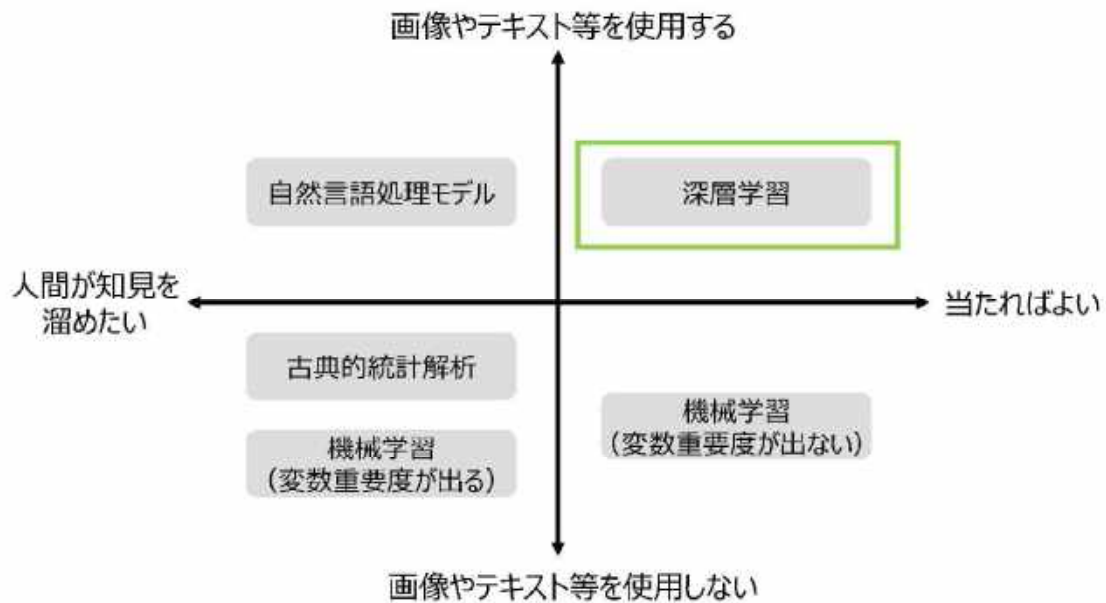 画像やテキスト等を使用する
自然言語処理モデル
深層学習
人間が知見を
溜めたい
当たればよい
古典的統計解析
機械学習
（変数重要度が出る）
機械学習
（変数重要度が出ない）
画像やテキスト等を使用しない